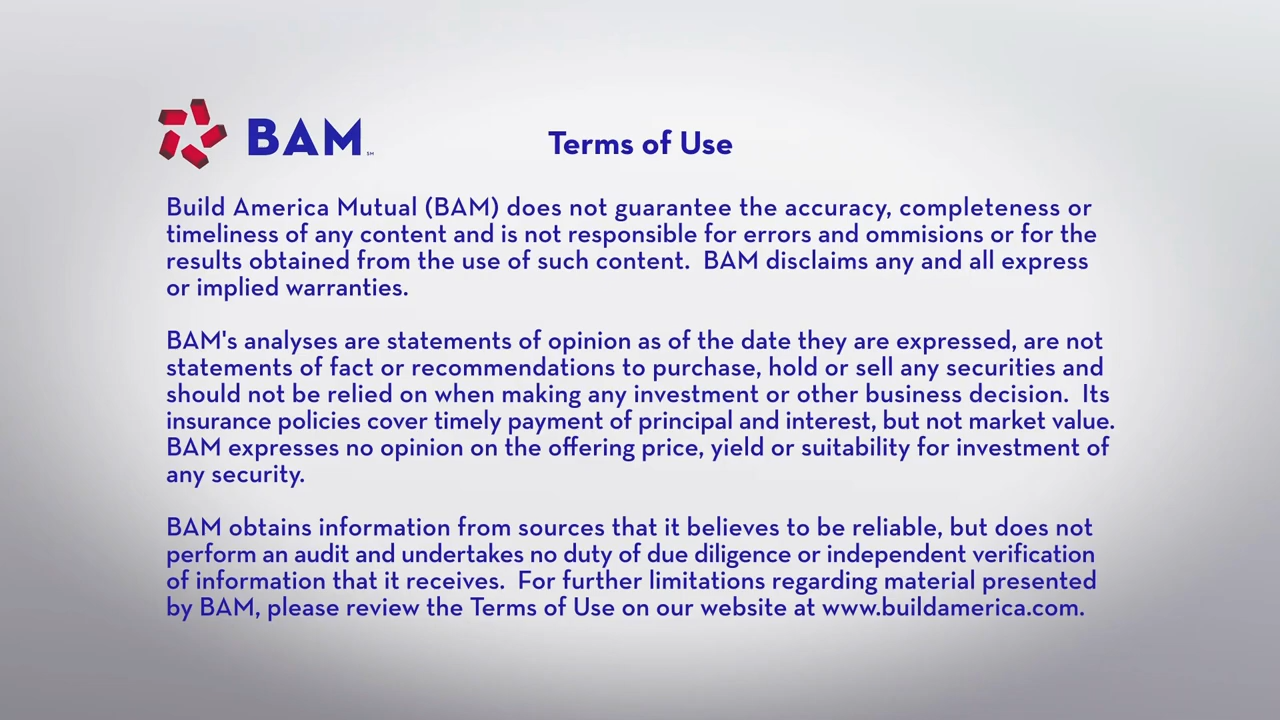 BAM℠
Terms of Use
Build America Mutual (BAM) does not guarantee the accuracy, completeness or
timeliness of any content and is not responsible for errors and ommisions or for the
results obtained from the use of such content.  BAM disclaims any and all express
or implied warranties.
BAM's analyses are statements of opinion as of the date they are expressed, are not
statements of fact or recommendations to purchase, hold or sell any securities and
should not be relied on when making any investment or other business decision.  Its
insurance policies cover timely payment of principal and interest, but not market value.
BAM expresses no opinion on the offering price, yield or suitability for investment of
any security.
BAM obtains information from sources that it believes to be reliable, but does not
perform an audit and undertakes no duty of due diligence or independent verification
of information that it receives.  For further limitations regarding material presented
by BAM, please review the Terms of Use on our website at www.buildamerica.com.